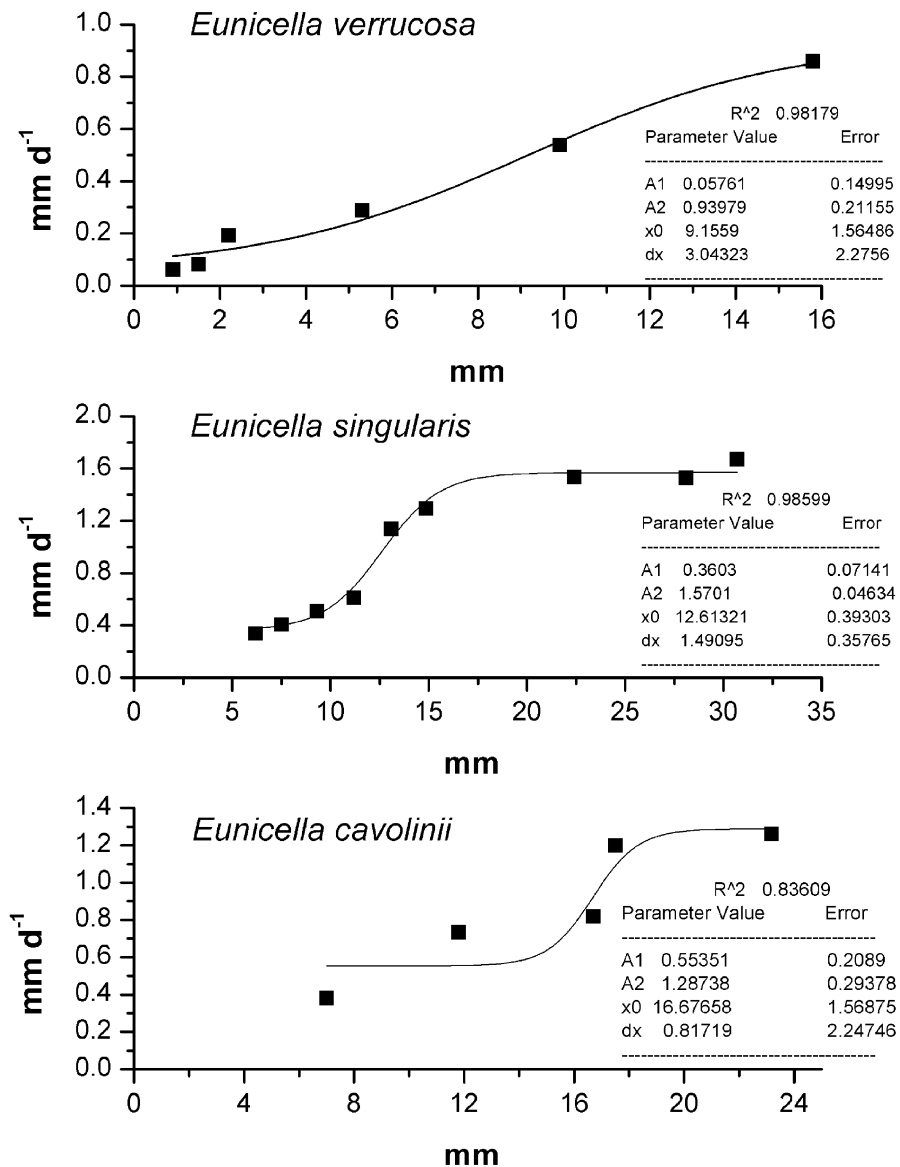 Eunicella verrucosa
1.0
0.8
0.6
0.4
0.2
0.0
mm d-1
R^2 0.98179
Parameter Value Error
----------------------------------------
A1 0.05761 0.14995
A2 0.93979 0.21155
x0 9.1559 1.56486
dx 3.04323 2.2756
----------------------------------------
0 2 4 6 8 10 12 14 16
mm
Eunicella singularis
2.0
1.6
1.2
0.8
0.4
0.0
mm d-1
R^2 0.98599
Parameter Value Error
----------------------------------------
A1 0.3603 0.07141
A2 1.5701 0.04634
x0 12.61321 0.39303
dx 1.49095 0.35765
----------------------------------------
0 5 10 15 20 25 30 35
mm
Eunicella cavolinii
1.4
1.2
1.0
0.8
0.6
0.4
0.2
0.0
mm d-1
R^2 0.83609
Parameter Value Error
----------------------------------------
A1 0.55351 0.2089
A2 1.28738 0.29378
x0 16.67658 1.56875
dx 0.81719 2.24746
----------------------------------------
0 4 8 12 16 20 24
mm